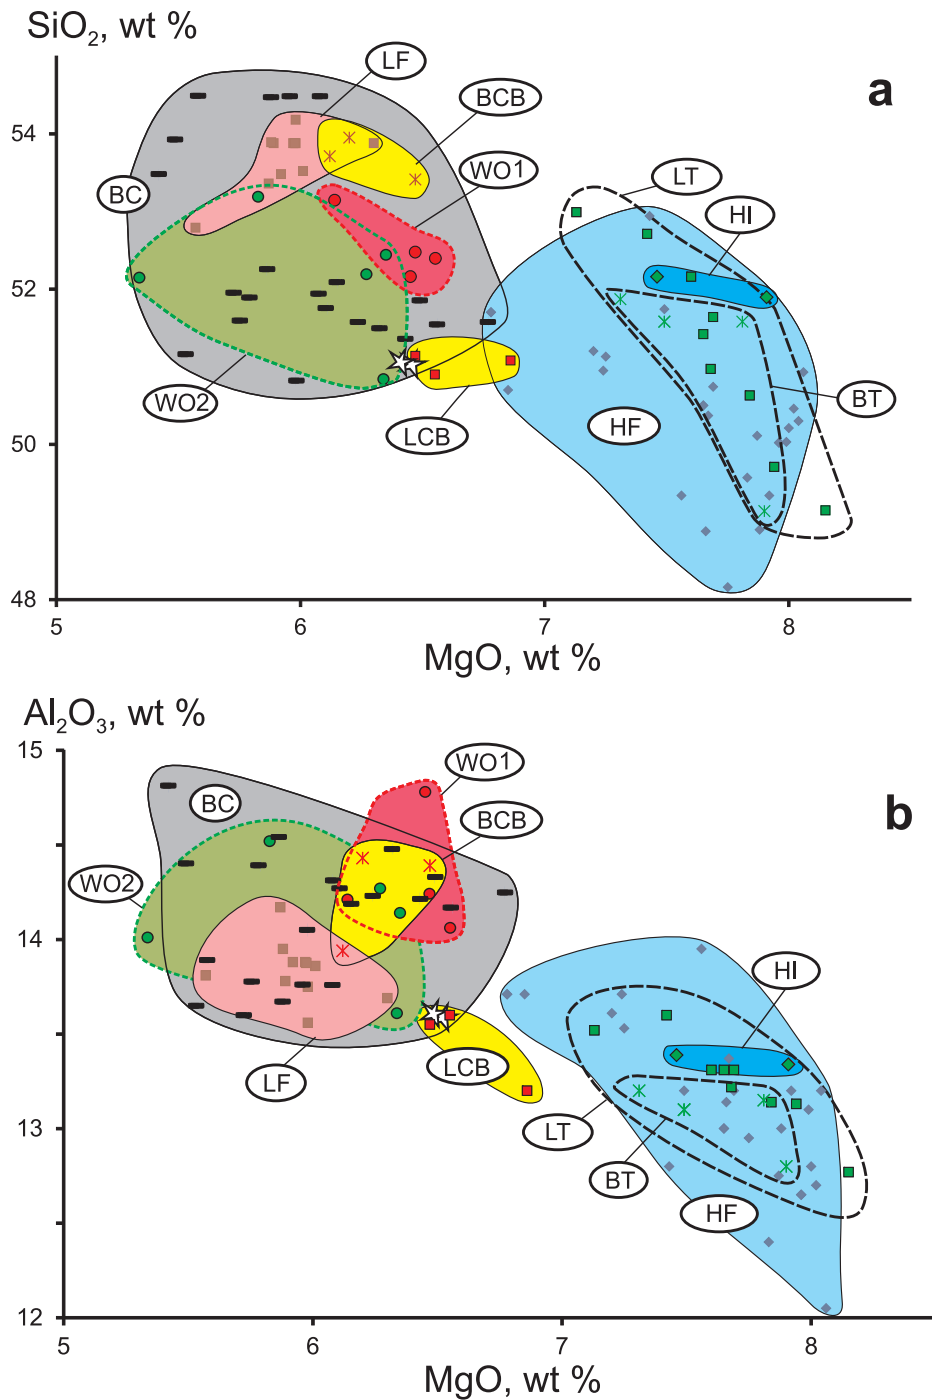 SiO₂, wt %
a
LF
BCB
WO1
BC
LT
HI
WO2
LCB
HF
BT
54
52
50
48
5
6
7
8
MgO, wt %
Al₂O₃, wt %
b
WO1
BC
BCB
WO2
HI
LF
LCB
LT
BT
HF
15
14
13
12
5
6
7
8
MgO, wt %